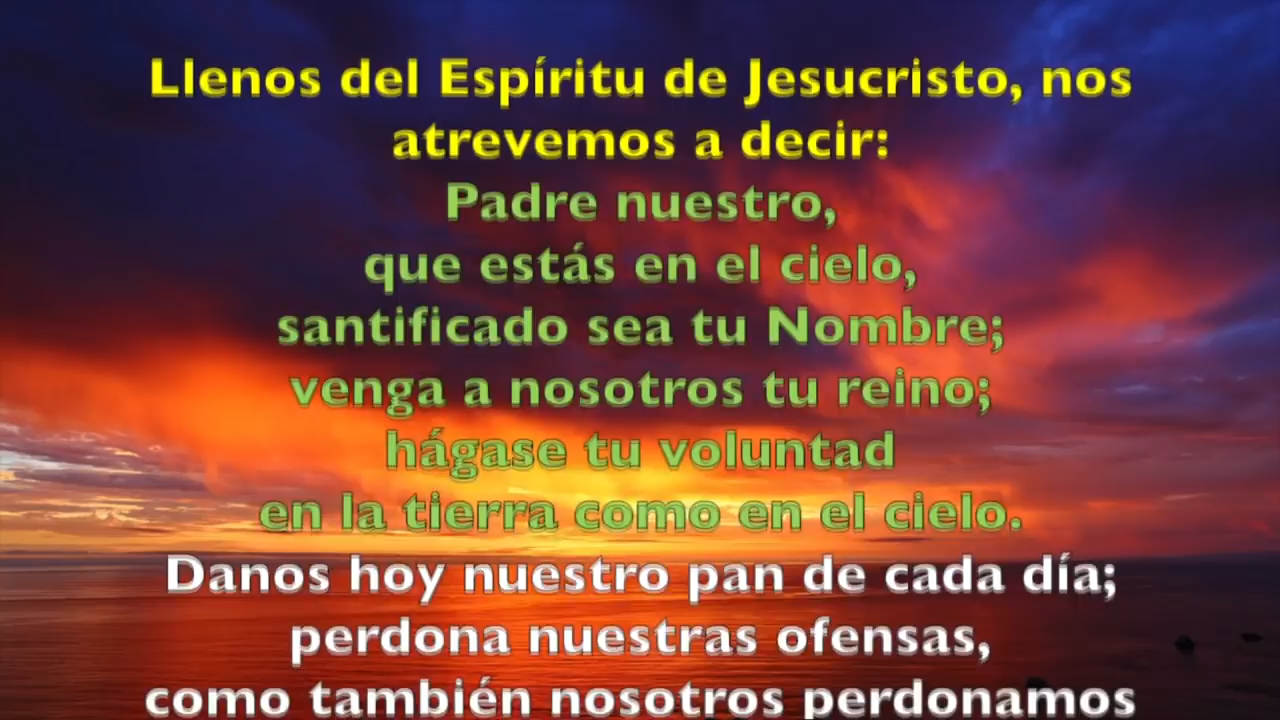 Llenos del Espíritu de Jesucristo, nos
atrevemos a decir:
Padre nuestro,
que estás en el cielo,
santificado sea tu Nombre;
venga a nosotros tu reino;
hágase tu voluntad
en la tierra como en el cielo.
Danos hoy nuestro pan de cada día;
perdona nuestras ofensas,
como también nosotros perdonamos